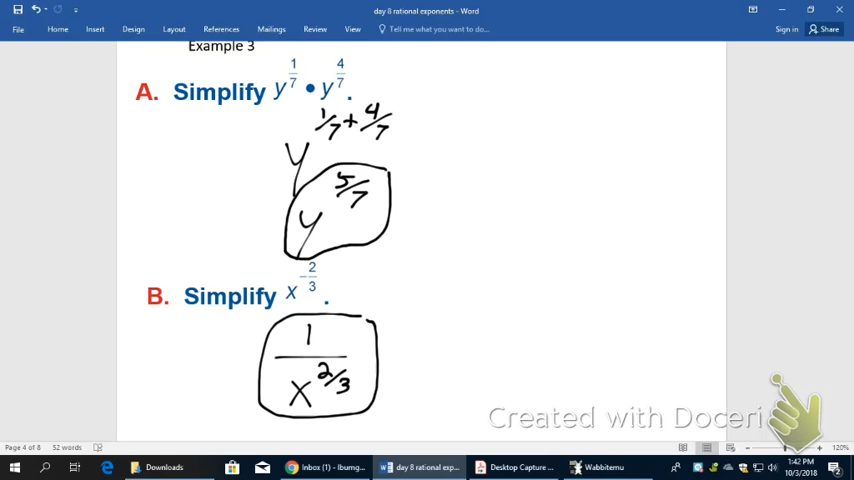 day 8 rational exponents - Word
File Home Insert Design Layout References Mailings Review View Tell me what you want to do... Sign in Share
Example 3
A. Simplify y^(1/7) • y^(4/7).
y^(1/7 + 4/7)
y^(5/7)
B. Simplify x^(-2/3).
1
x^(2/3)
Created with Doceri
Page 4 of 8 52 words 120%
Downloads Inbox (1) - lbumg... day 8 rational exp... Desktop Capture ... Wabbitemu 1:42 PM
10/3/2018